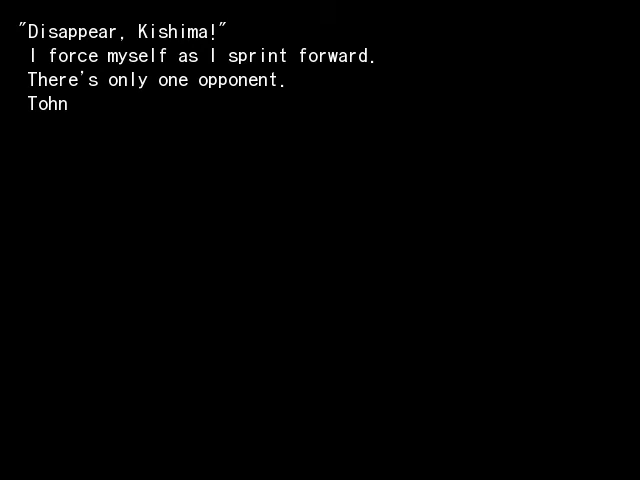 "Disappear, Kishima!"
I force myself as I sprint forward.
There's only one opponent.
Tohn